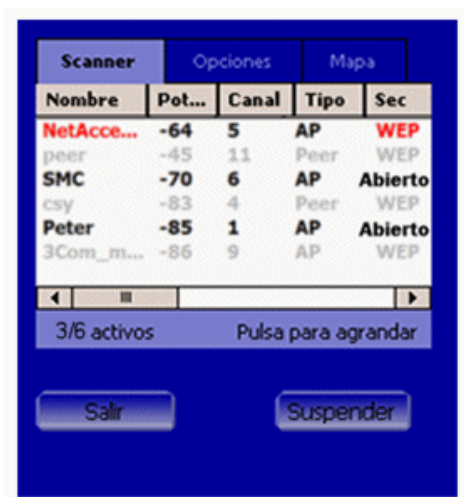 Scanner Opciones Mapa
Nombre Pot... Canal Tipo Sec
NetAcce... -64 5 AP WEP
peer -45 11 Peer WEP
SMC -70 6 AP Abierto
csy -83 4 Peer WEP
Peter -85 1 AP Abierto
3Com_m... -86 9 AP WEP
3/6 activos Pulsa para agrandar
Salir Suspender